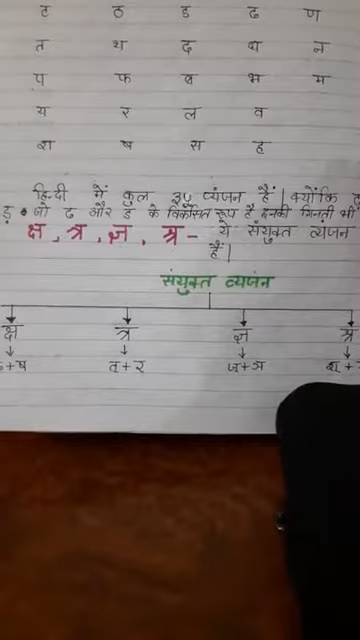 ट ठ ड ढ ण
त थ द ध न
प फ ब भ म
य र ल व
श ष स ह
हिन्दी में कुल ३५ व्यंजन हैं। क्योंकि
ड़ जो ढ और ड के विकसित रूप है इनकी गिनती भी
क्ष , त्र , ज्ञ , श्र - ये संयुक्त व्यंजन
हैं।
संयुक्त व्यंजन
क्ष त्र ज्ञ श्र
+ष त्+र ज+ञ श्+